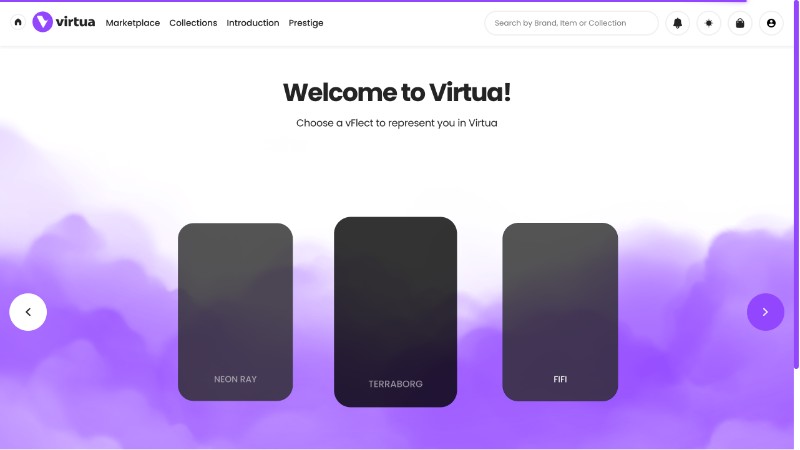 virtua Marketplace Collections Introduction Prestige Search by Brand, Item or Collection
Welcome to Virtua!
Choose a vFlect to represent you in Virtua
NEON RAY
TERRABORG
FIFI